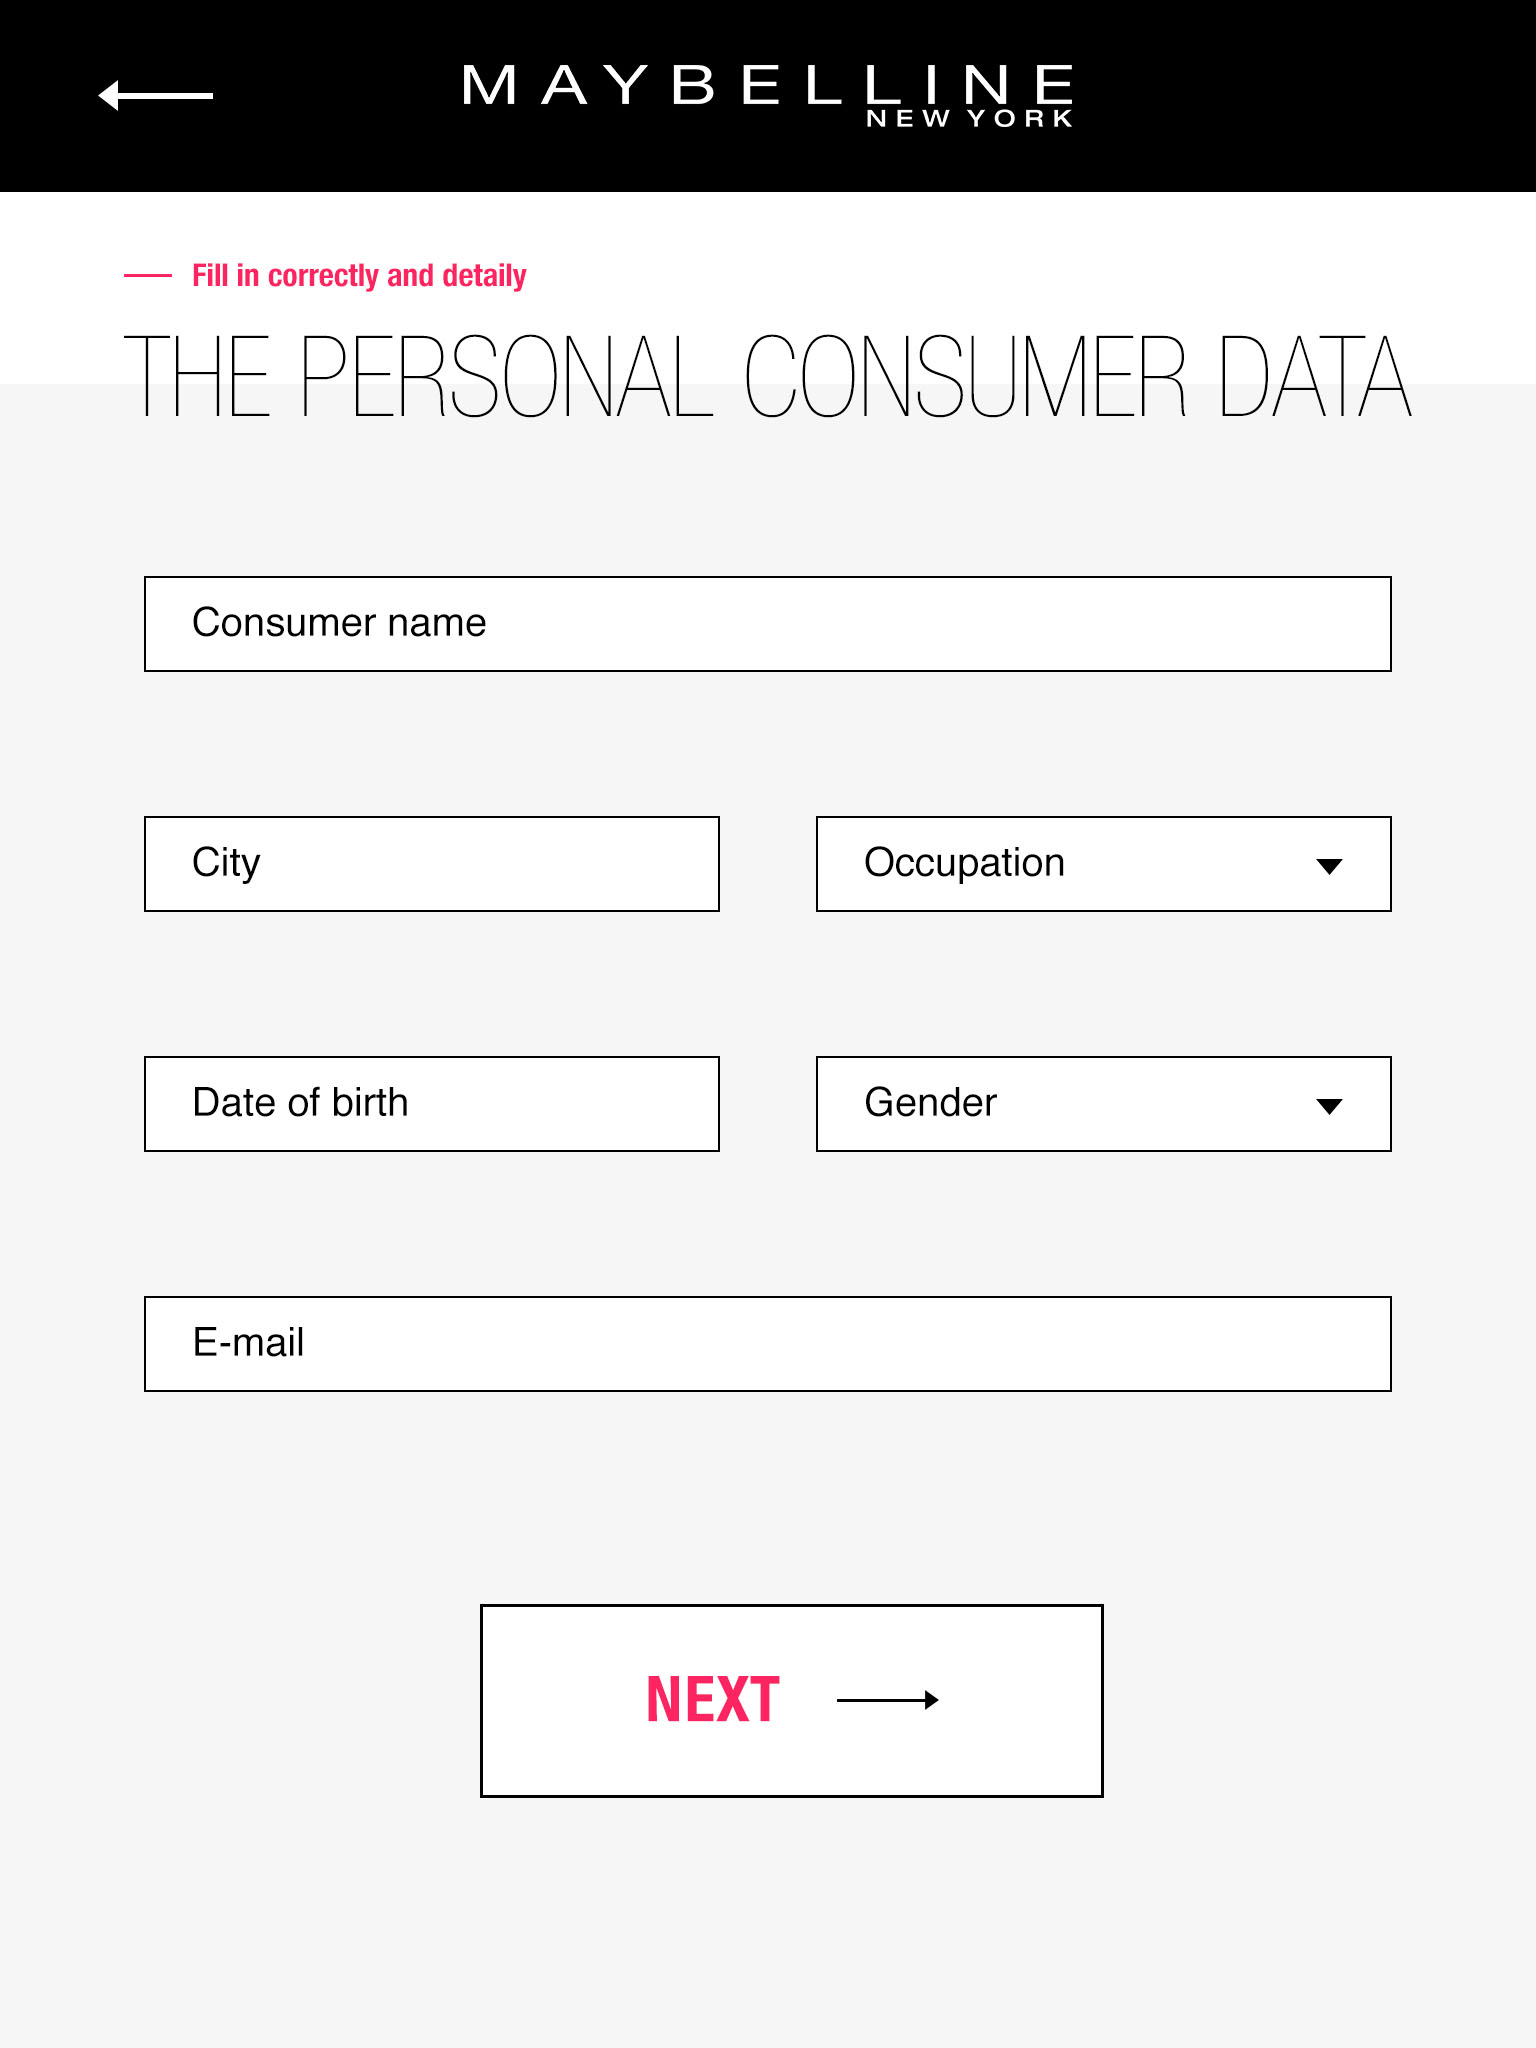 MAYBELLINE
NEW YORK
Fill in correctly and detaily
THE PERSONAL CONSUMER DATA
Consumer name
City
Occupation
Date of birth
Gender
E-mail
NEXT